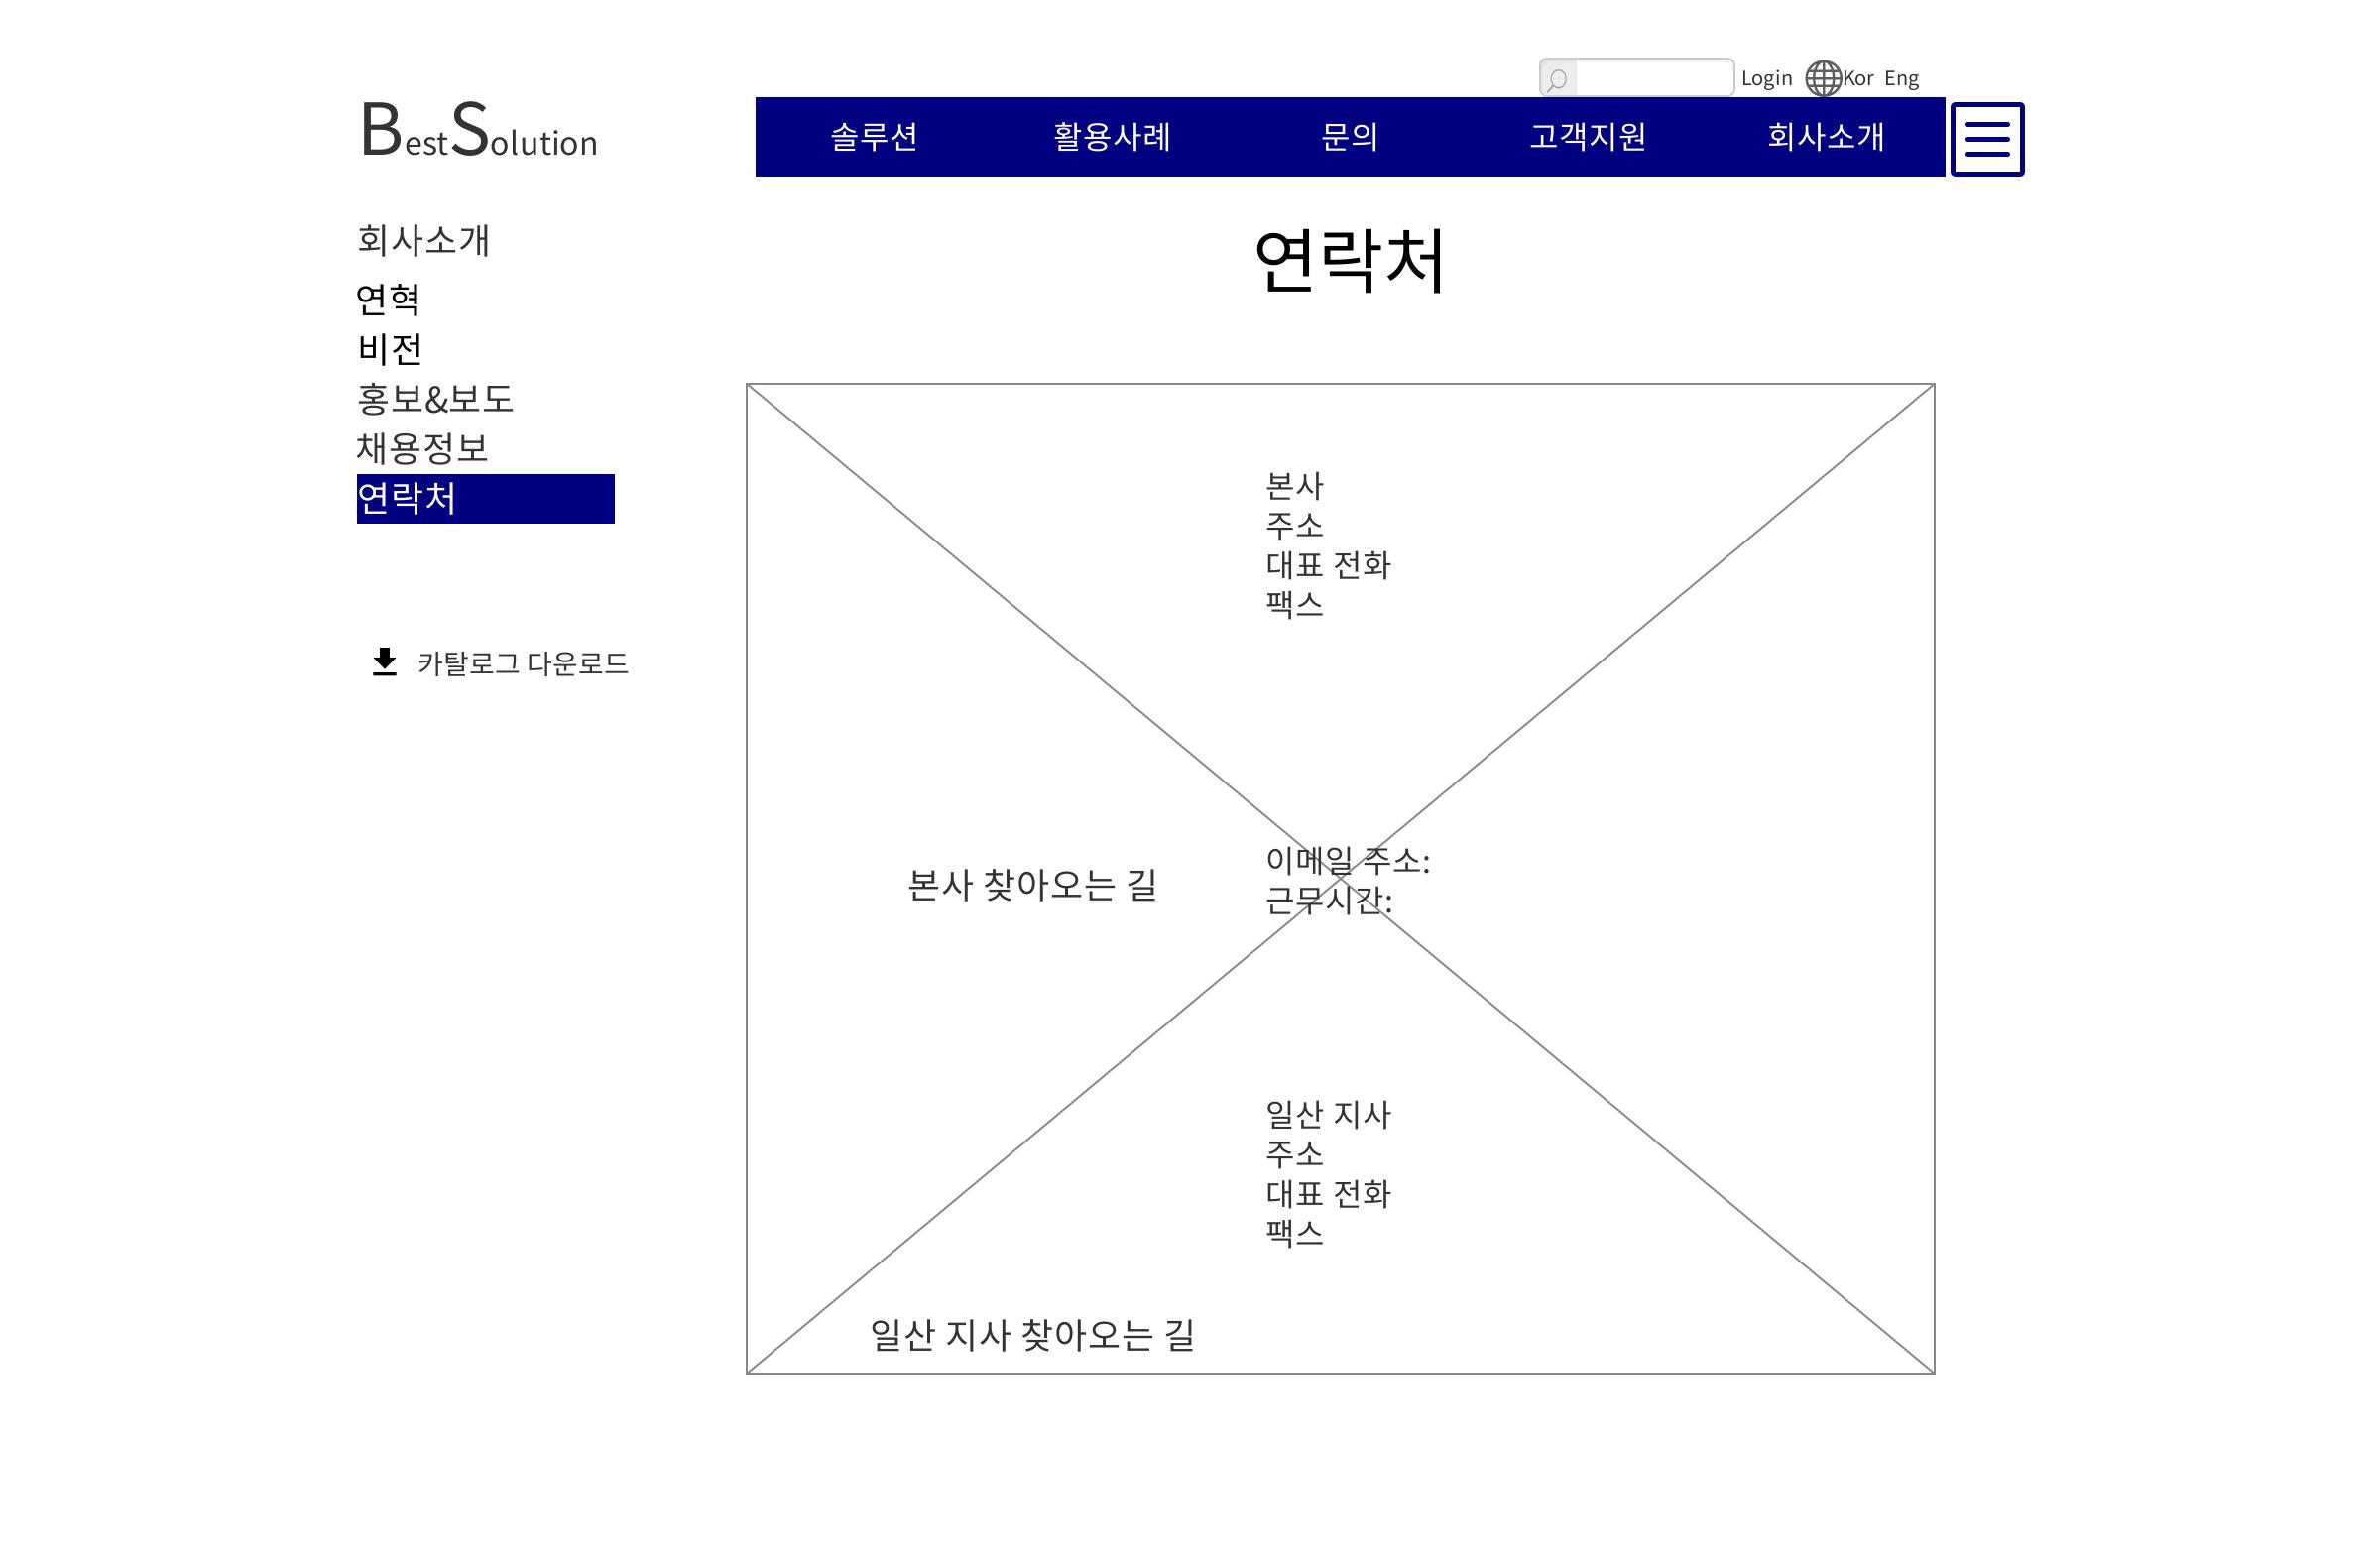 Login Kor Eng
BestSolution
솔루션 활용사례 문의 고객지원 회사소개
회사소개
연혁
비전
홍보&보도
채용정보
연락처
카탈로그 다운로드
연락처
본사
주소
대표 전화
팩스
본사 찾아오는 길
이메일 주소:
근무시간:
일산 지사
주소
대표 전화
팩스
일산 지사 찾아오는 길